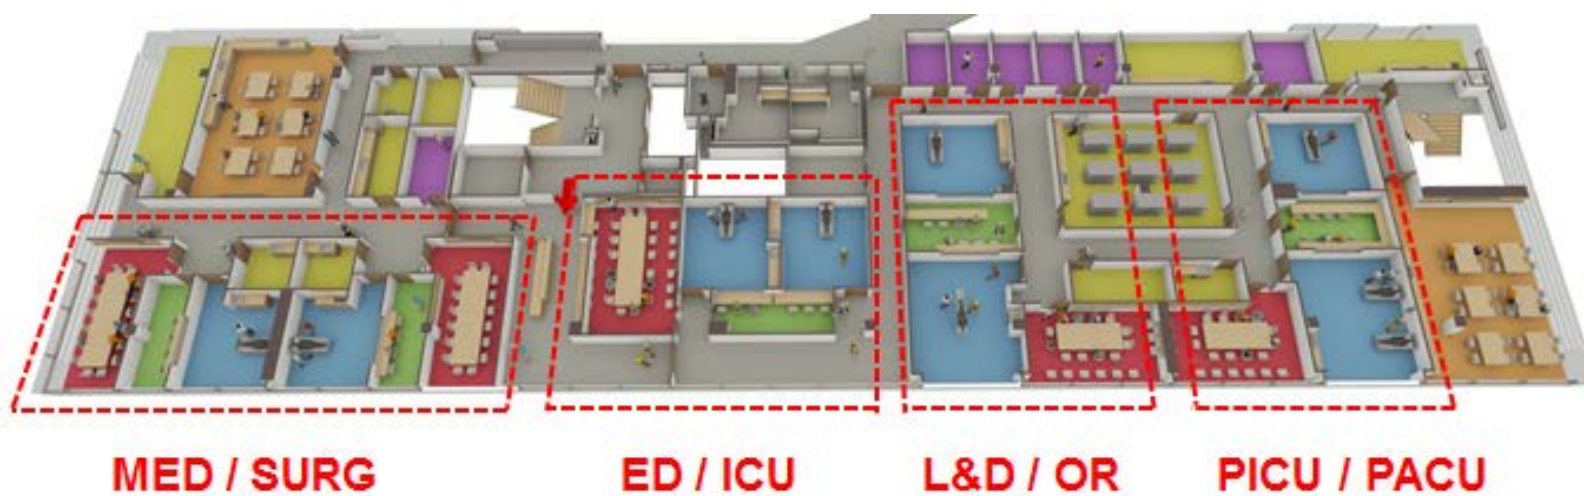 MED / SURG
ED / ICU
L&D / OR
PICU / PACU